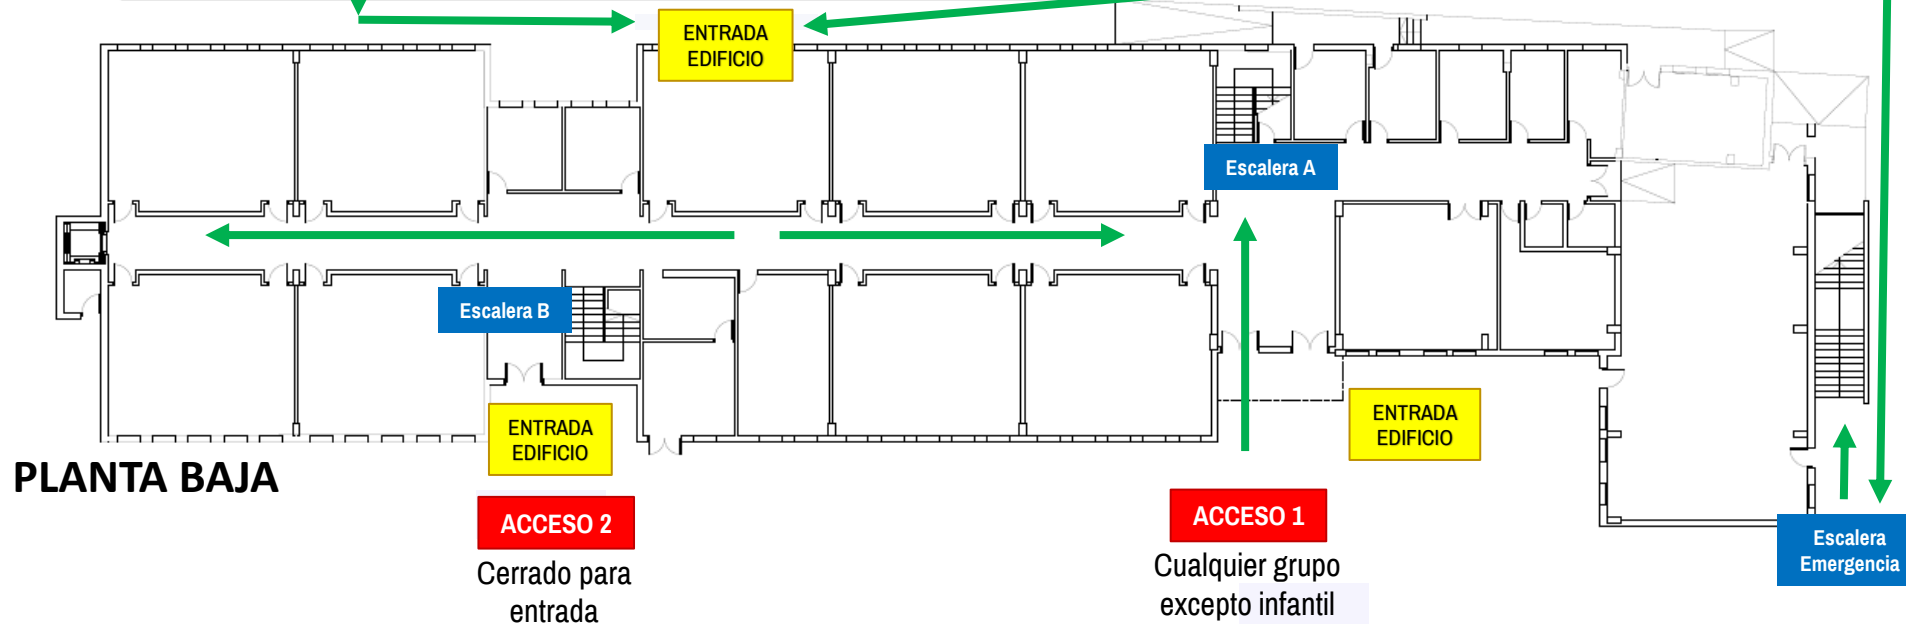 ENTRADA
EDIFICIO
Escalera A
Escalera B
ENTRADA
EDIFICIO
ENTRADA
EDIFICIO
PLANTA BAJA
ACCESO 2
Cerrado para
entrada
ACCESO 1
Cualquier grupo
excepto infantil
Escalera
Emergencia